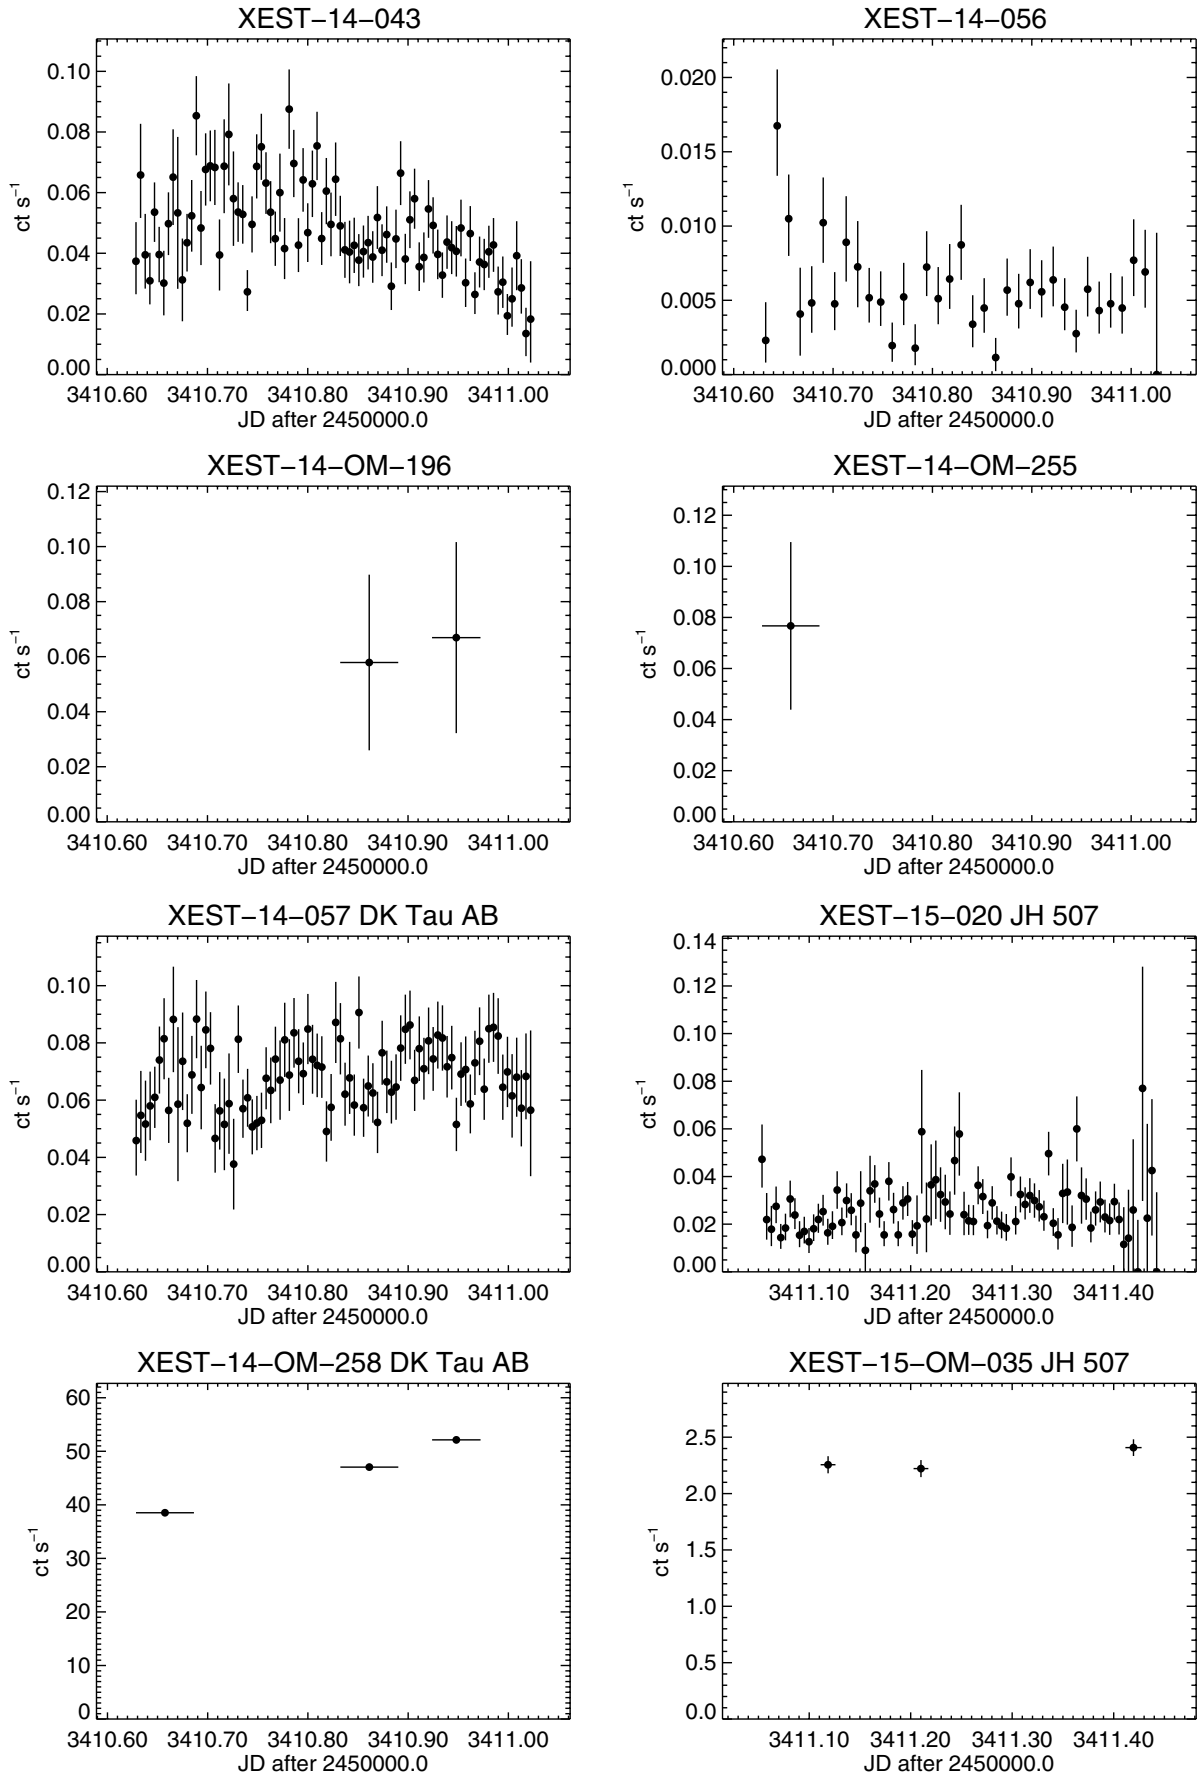 XEST−14−043
ct s−1
0.10
0.08
0.06
0.04
0.02
0.00
3410.60 3410.70 3410.80 3410.90 3411.00
JD after 2450000.0
XEST−14−056
ct s−1
0.020
0.015
0.010
0.005
0.000
3410.60 3410.70 3410.80 3410.90 3411.00
JD after 2450000.0
XEST−14−OM−196
ct s−1
0.12
0.10
0.08
0.06
0.04
0.02
0.00
3410.60 3410.70 3410.80 3410.90 3411.00
JD after 2450000.0
XEST−14−OM−255
ct s−1
0.12
0.10
0.08
0.06
0.04
0.02
0.00
3410.60 3410.70 3410.80 3410.90 3411.00
JD after 2450000.0
XEST−14−057 DK Tau AB
ct s−1
0.10
0.08
0.06
0.04
0.02
0.00
3410.60 3410.70 3410.80 3410.90 3411.00
JD after 2450000.0
XEST−15−020 JH 507
ct s−1
0.14
0.12
0.10
0.08
0.06
0.04
0.02
0.00
3411.10 3411.20 3411.30 3411.40
JD after 2450000.0
XEST−14−OM−258 DK Tau AB
ct s−1
60
50
40
30
20
10
0
3410.60 3410.70 3410.80 3410.90 3411.00
JD after 2450000.0
XEST−15−OM−035 JH 507
ct s−1
2.5
2.0
1.5
1.0
0.5
0.0
3411.10 3411.20 3411.30 3411.40
JD after 2450000.0